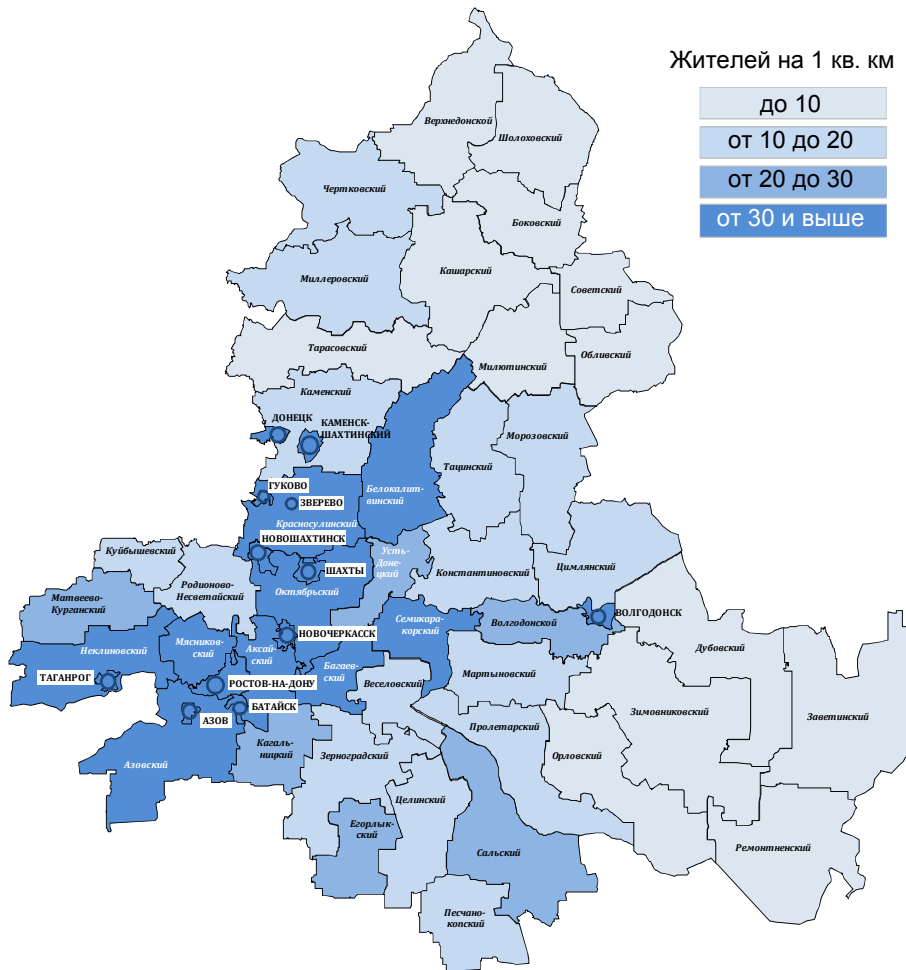 Жителей на 1 кв. км
до 10
от 10 до 20
от 20 до 30
от 30 и выше
Верхнедонской
Шолоховский
Чертковский
Боковский
Миллеровский
Кашарский
Советский
Тарасовский
Милютинский
Обливский
Каменский
ДОНЕЦК
КАМЕНСК-
ШАХТИНСКИЙ
Морозовский
Тацинский
ГУКОВО
Белокалит-
винский
ЗВЕРЕВО
Красносулинский
НОВОШАХТИНСК
Куйбышевский
Усть-
Доне-
цкий
ШАХТЫ
Константиновский
Цимлянский
Родионово-
Несветайский
Октябрьский
Матвеево-
Курганский
ВОЛГОДОНСК
Семикара-
корский
Волгодонской
НОВОЧЕРКАССК
Мясников-
ский
Аксай-
ский
Неклиновский
Дубовский
Багаев-
ский
Мартыновский
ТАГАНРОГ
РОСТОВ-НА-ДОНУ
Веселовский
БАТАЙСК
АЗОВ
Зимовниковский
Заветинский
Пролетарский
Кагаль-
ницкий
Зерноградский
Орловский
Азовский
Целинский
Егорлык-
ский
Сальский
Ремонтненский
Песчано-
копский